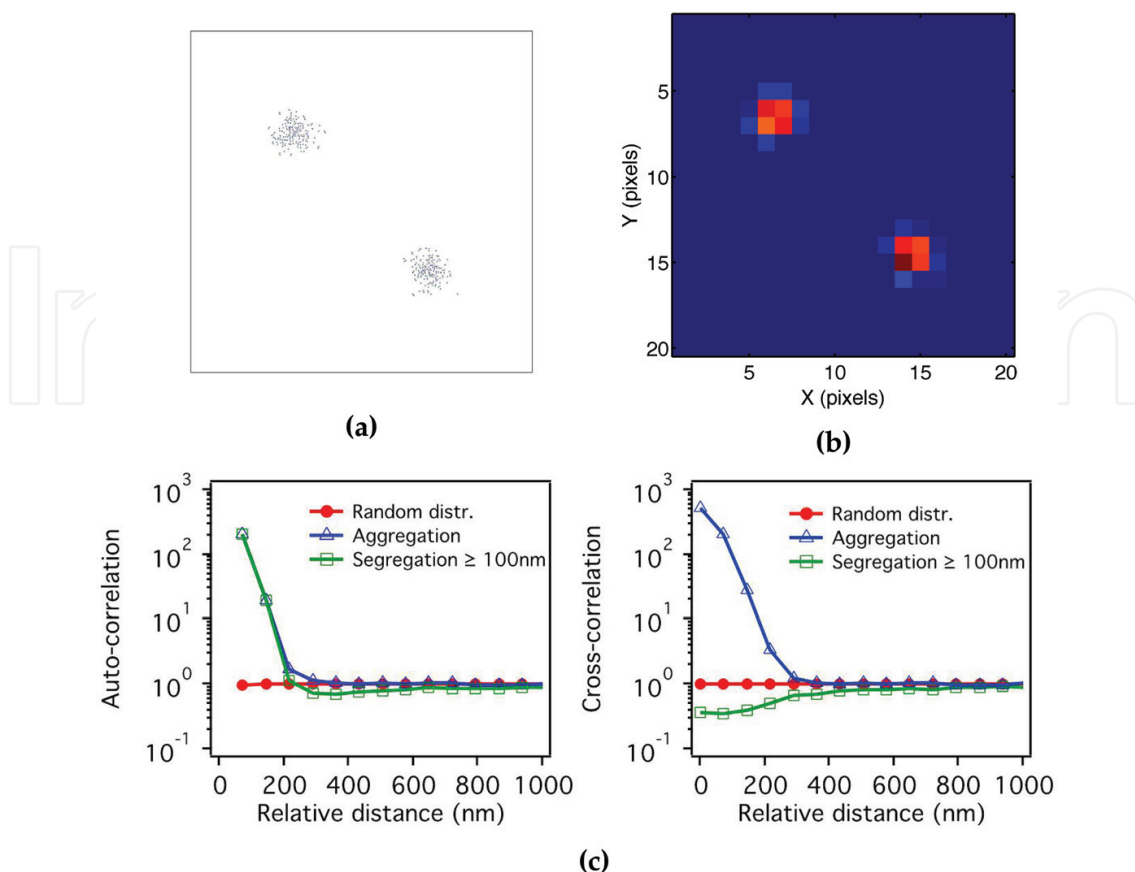 5
10
15
20
Y (pixels)
5
10
15
20
X (pixels)
(a)
(b)
10³
10²
10¹
10⁰
10⁻¹
Auto-correlation
Random distr.
Aggregation
Segregation ≥ 100nm
0 200 400 600 800 1000
Relative distance (nm)
10³
10²
10¹
10⁰
10⁻¹
Cross-correlation
Random distr.
Aggregation
Segregation ≥ 100nm
0 200 400 600 800 1000
Relative distance (nm)
(c)